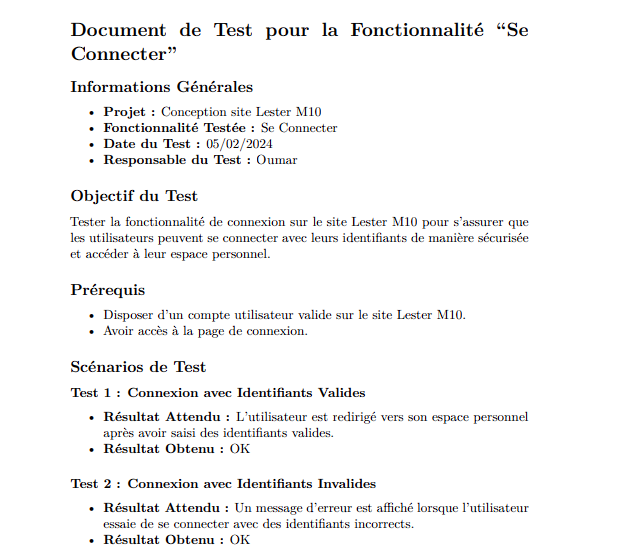 Document de Test pour la Fonctionnalité “Se
Connecter”
Informations Générales
• Projet : Conception site Lester M10
• Fonctionnalité Testée : Se Connecter
• Date du Test : 05/02/2024
• Responsable du Test : Oumar
Objectif du Test
Tester la fonctionnalité de connexion sur le site Lester M10 pour s’assurer que
les utilisateurs peuvent se connecter avec leurs identifiants de manière sécurisée
et accéder à leur espace personnel.
Prérequis
• Disposer d’un compte utilisateur valide sur le site Lester M10.
• Avoir accès à la page de connexion.
Scénarios de Test
Test 1 : Connexion avec Identifiants Valides
• Résultat Attendu : L’utilisateur est redirigé vers son espace personnel
après avoir saisi des identifiants valides.
• Résultat Obtenu : OK
Test 2 : Connexion avec Identifiants Invalides
• Résultat Attendu : Un message d’erreur est affiché lorsque l’utilisateur
essaie de se connecter avec des identifiants incorrects.
• Résultat Obtenu : OK